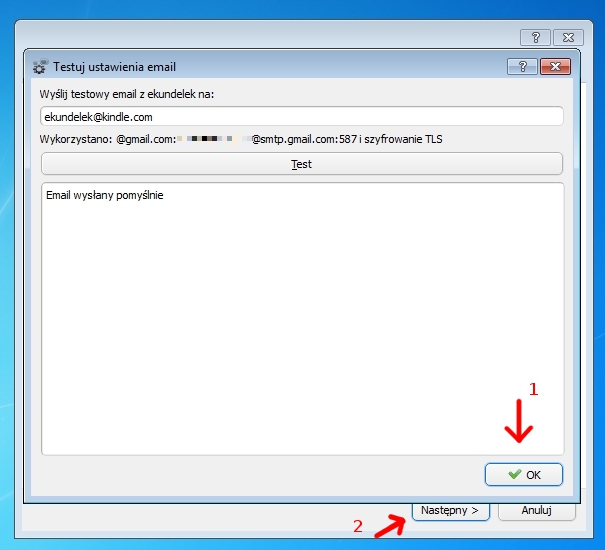 Testuj ustawienia email
Wyślij testowy email z ekundelek na:
ekundelek@kindle.com
Wykorzystano: @gmail.com: @smtp.gmail.com:587 i szyfrowanie TLS
Test
Email wysłany pomyślnie
1
OK
Następny >
Anuluj
2